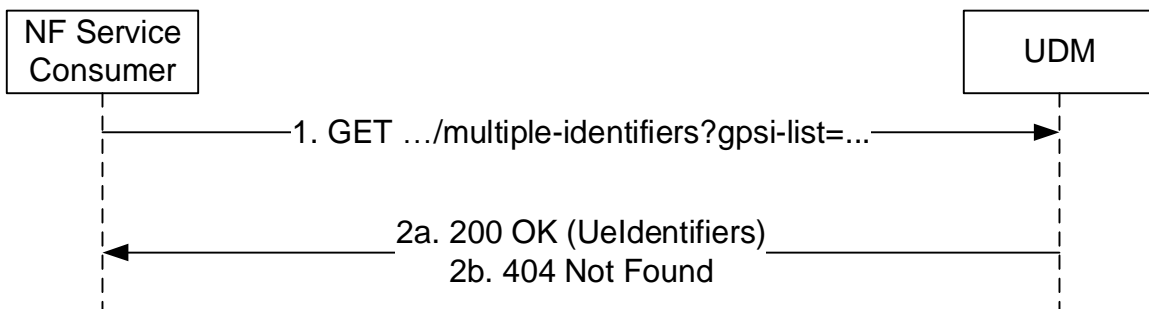 NF Service
Consumer
UDM
1. GET …/multiple-identifiers?gpsi-list=...
2a. 200 OK (UeIdentifiers)
2b. 404 Not Found